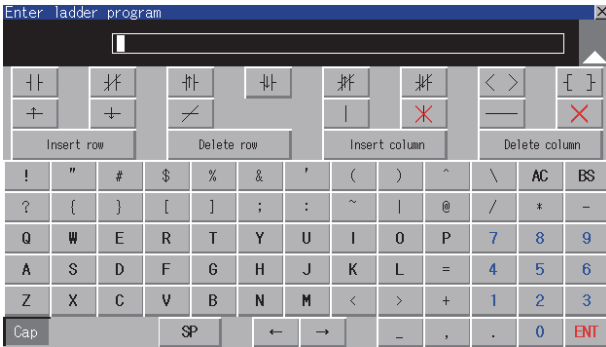 Enter ladder program
Insert row Delete row Insert column Delete column
! " # $ % & ' ( ) ^ \ AC BS
? { } [ ] ; : ~ | @ / * -
Q W E R T Y U I O P 7 8 9
A S D F G H J K L = 4 5 6
Z X C V B N M < > + 1 2 3
Cap SP ← → _ , . 0 ENT